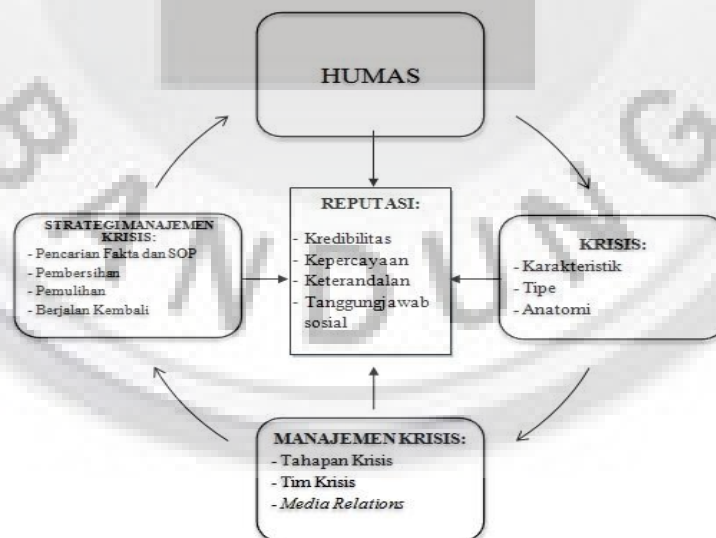 HUMAS
STRATEGI MANAJEMEN
KRISIS:
- Pencarian Fakta dan SOP
- Pembersihan
- Pemulihan
- Berjalan Kembali
REPUTASI:
- Kredibilitas
- Kepercayaan
- Keterandalan
- Tanggungjawab
sosial
KRISIS:
- Karakteristik
- Tipe
- Anatomi
MANAJEMEN KRISIS:
- Tahapan Krisis
- Tim Krisis
- Media Relations
BANDUNG